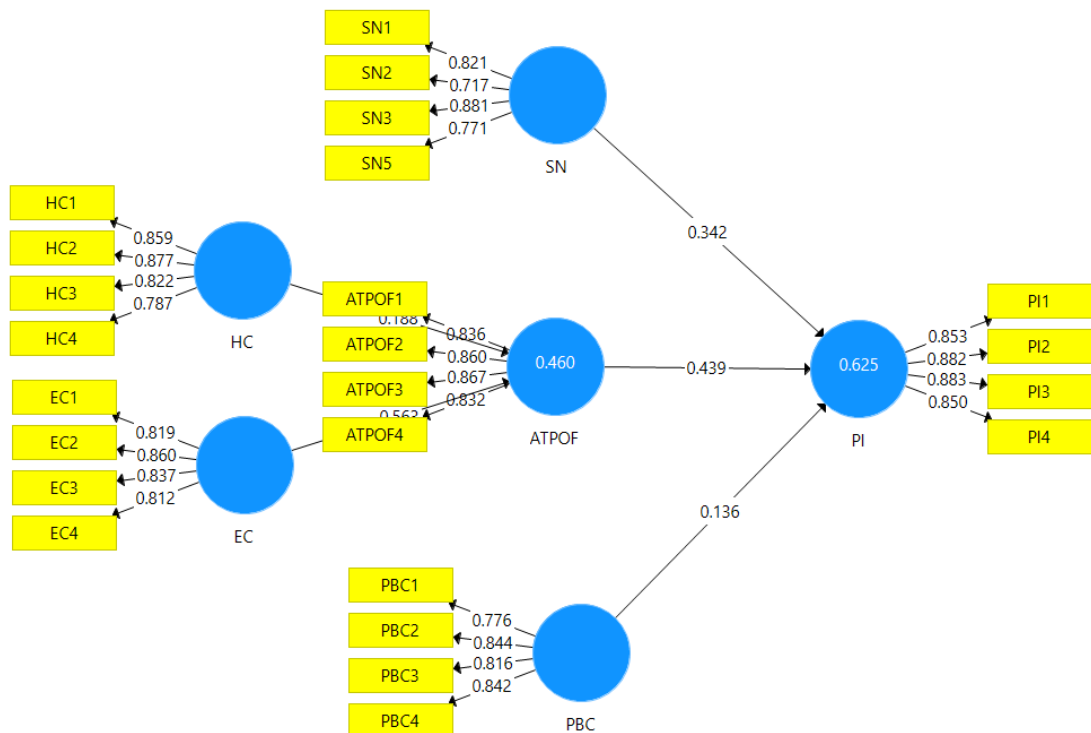 SN1
0.821
SN2
0.717
SN3
0.881
SN5
0.771
SN
HC1
0.859
HC2
0.877
HC3
0.822
HC4
0.787
HC
0.342
ATPOF1
0.188
0.836
ATPOF2
0.860
ATPOF3
0.867
0.563
0.832
ATPOF4
0.460
ATPOF
0.439
0.625
PI
PI1
0.853
PI2
0.882
PI3
0.883
PI4
0.850
EC1
0.819
EC2
0.860
EC3
0.837
EC4
0.812
EC
0.136
PBC1
0.776
PBC2
0.844
PBC3
0.816
PBC4
0.842
PBC